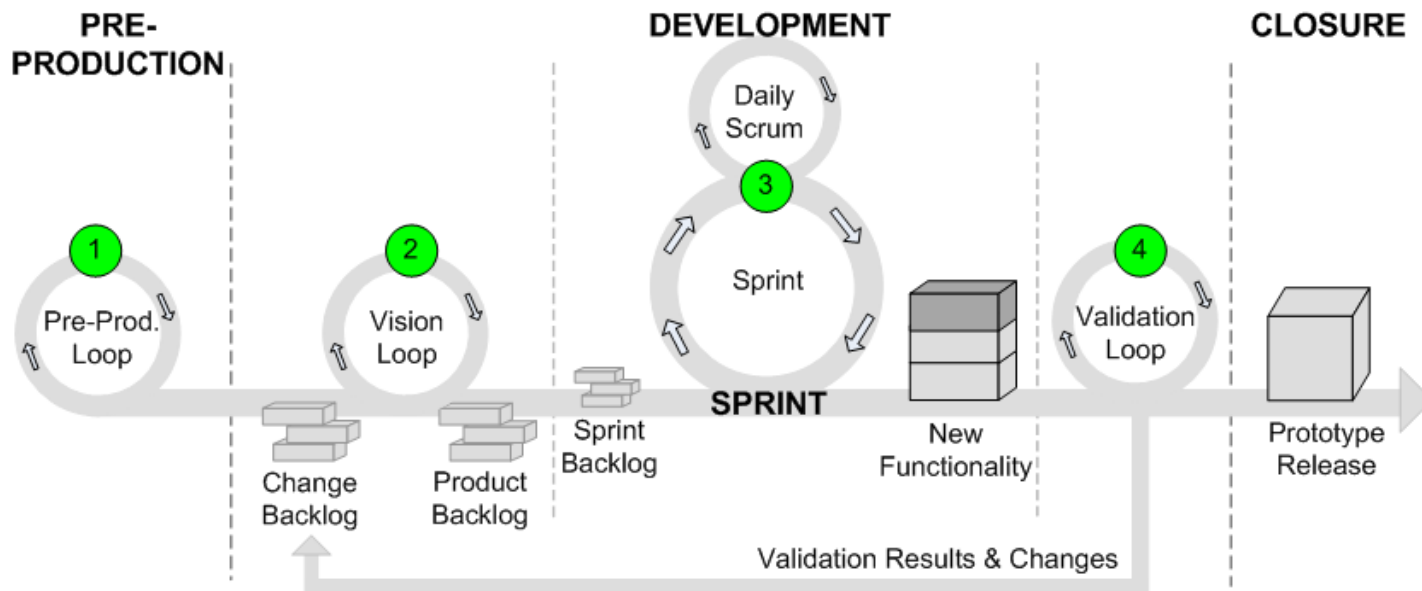 PRE-
PRODUCTION
DEVELOPMENT
CLOSURE
Daily
Scrum
1
2
3
4
Pre-Prod.
Loop
Vision
Loop
Sprint
Validation
Loop
SPRINT
Change
Backlog
Product
Backlog
Sprint
Backlog
New
Functionality
Prototype
Release
Validation Results & Changes